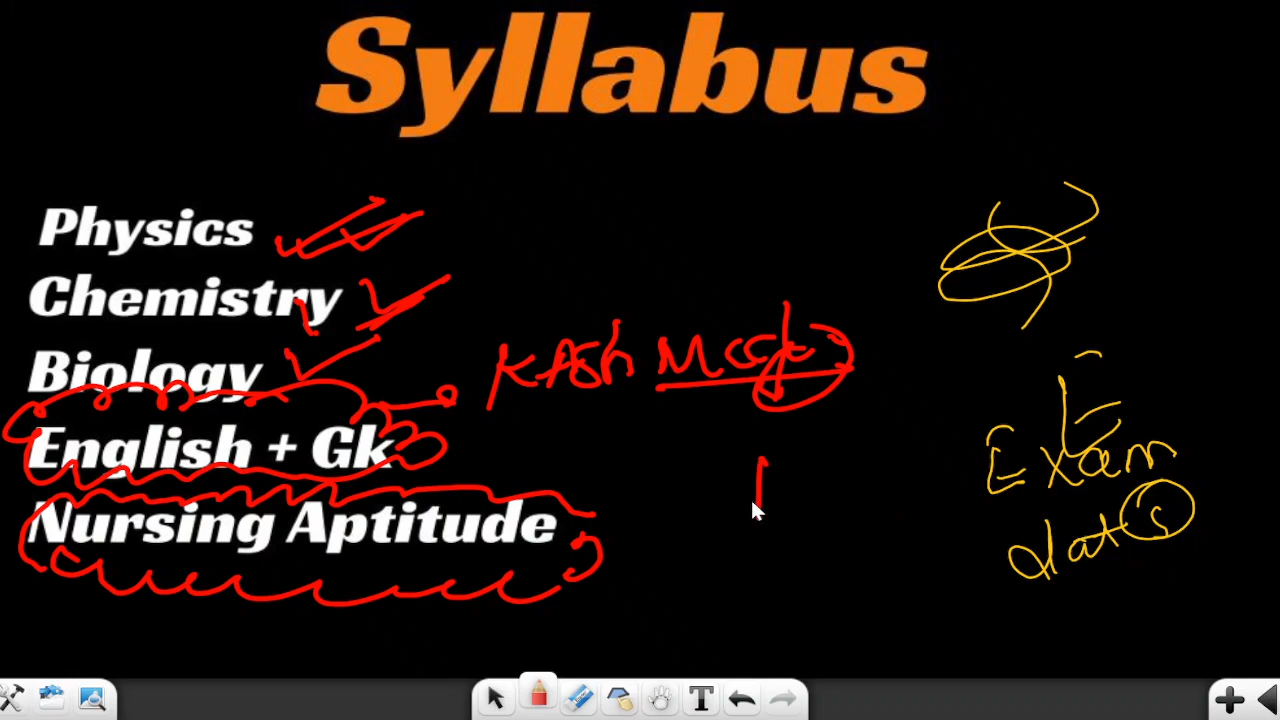 Syllabus
Physics
Chemistry
Biology
English + Gk
Nursing Aptitude
Exam